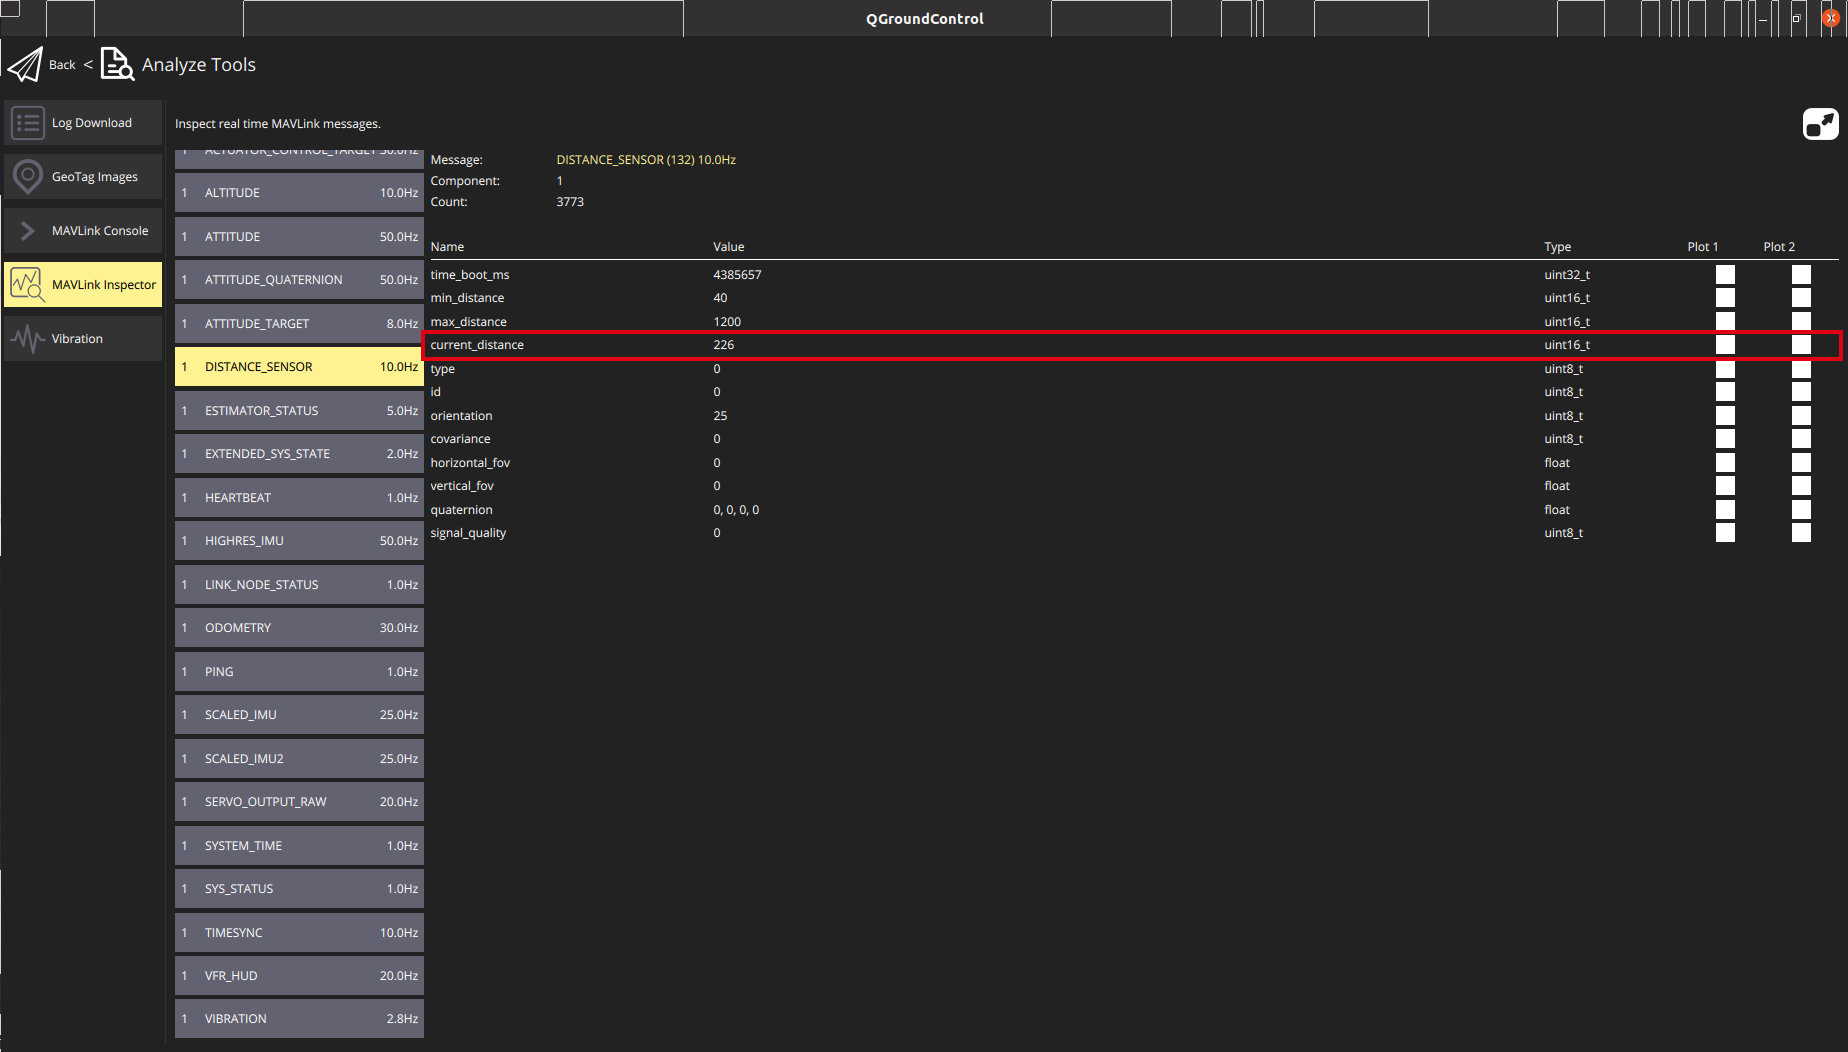 QGroundControl
Back < Analyze Tools
Log Download
GeoTag Images
MAVLink Console
MAVLink Inspector
Vibration
Inspect real time MAVLink messages.
1 ACTUATOR_CONTROL_TARGET 30.0Hz
1 ALTITUDE 10.0Hz
1 ATTITUDE 50.0Hz
1 ATTITUDE_QUATERNION 50.0Hz
1 ATTITUDE_TARGET 8.0Hz
1 DISTANCE_SENSOR 10.0Hz
1 ESTIMATOR_STATUS 5.0Hz
1 EXTENDED_SYS_STATE 2.0Hz
1 HEARTBEAT 1.0Hz
1 HIGHRES_IMU 50.0Hz
1 LINK_NODE_STATUS 1.0Hz
1 ODOMETRY 30.0Hz
1 PING 1.0Hz
1 SCALED_IMU 25.0Hz
1 SCALED_IMU2 25.0Hz
1 SERVO_OUTPUT_RAW 20.0Hz
1 SYSTEM_TIME 1.0Hz
1 SYS_STATUS 1.0Hz
1 TIMESYNC 10.0Hz
1 VFR_HUD 20.0Hz
1 VIBRATION 2.8Hz
Message: DISTANCE_SENSOR (132) 10.0Hz
Component: 1
Count: 3773
Name Value Type Plot 1 Plot 2
time_boot_ms 4385657 uint32_t
min_distance 40 uint16_t
max_distance 1200 uint16_t
current_distance 226 uint16_t
type 0 uint8_t
id 0 uint8_t
orientation 25 uint8_t
covariance 0 uint8_t
horizontal_fov 0 float
vertical_fov 0 float
quaternion 0, 0, 0, 0 float
signal_quality 0 uint8_t